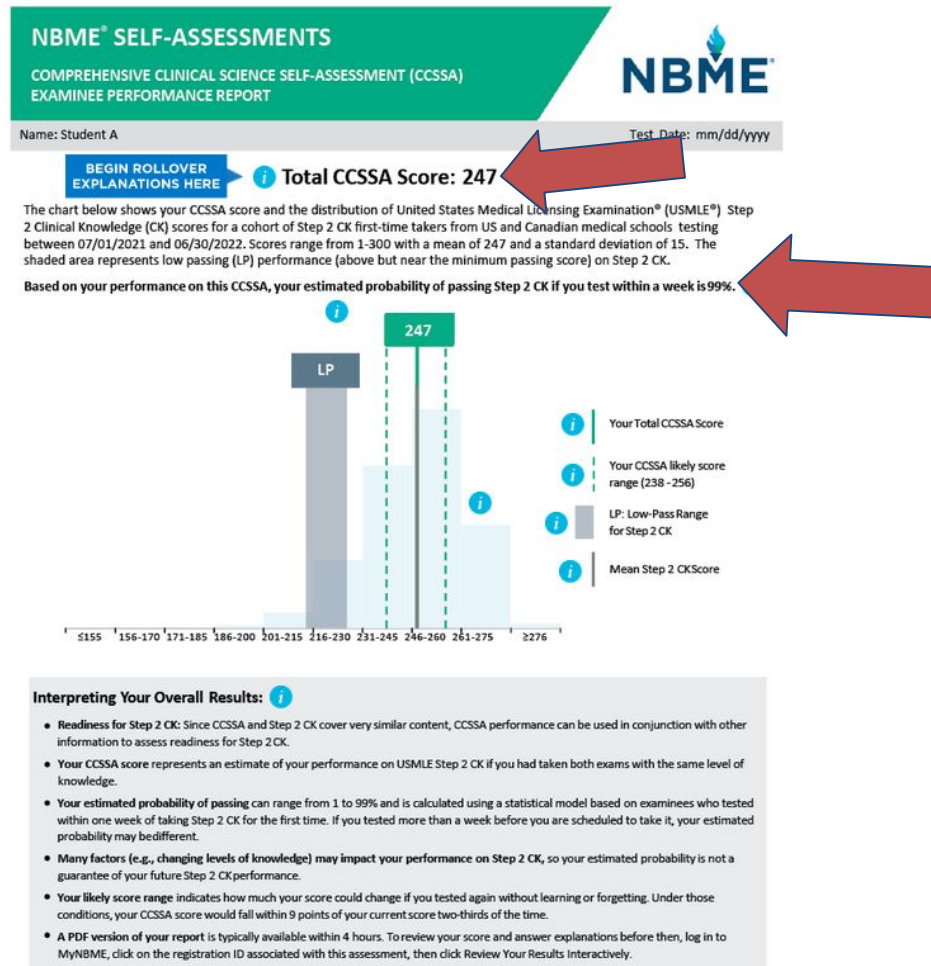 NBME® SELF-ASSESSMENTS
COMPREHENSIVE CLINICAL SCIENCE SELF-ASSESSMENT (CCSSA)
EXAMINEE PERFORMANCE REPORT
NBME®
Name: Student A
Test Date: mm/dd/yyyy
BEGIN ROLLOVER
EXPLANATIONS HERE
i Total CCSSA Score: 247
The chart below shows your CCSSA score and the distribution of United States Medical Licensing Examination® (USMLE®) Step
2 Clinical Knowledge (CK) scores for a cohort of Step 2 CK first-time takers from US and Canadian medical schools testing
between 07/01/2021 and 06/30/2022. Scores range from 1-300 with a mean of 247 and a standard deviation of 15. The
shaded area represents low passing (LP) performance (above but near the minimum passing score) on Step 2 CK.
Based on your performance on this CCSSA, your estimated probability of passing Step 2 CK if you test within a week is 99%.
i
247
LP
i
i Your Total CCSSA Score
i Your CCSSA likely score
range (238 - 256)
i LP: Low-Pass Range
for Step 2 CK
i Mean Step 2 CKScore
≤155 156-170 171-185 186-200 201-215 216-230 231-245 246-260 261-275 ≥276
Interpreting Your Overall Results: i
• Readiness for Step 2 CK: Since CCSSA and Step 2 CK cover very similar content, CCSSA performance can be used in conjunction with other
information to assess readiness for Step 2 CK.
• Your CCSSA score represents an estimate of your performance on USMLE Step 2 CK if you had taken both exams with the same level of
knowledge.
• Your estimated probability of passing can range from 1 to 99% and is calculated using a statistical model based on examinees who tested
within one week of taking Step 2 CK for the first time. If you tested more than a week before you are scheduled to take it, your estimated
probability may bedifferent.
• Many factors (e.g., changing levels of knowledge) may impact your performance on Step 2 CK, so your estimated probability is not a
guarantee of your future Step 2 CKperformance.
• Your likely score range indicates how much your score could change if you tested again without learning or forgetting. Under those
conditions, your CCSSA score would fall within 9 points of your current score two-thirds of the time.
• A PDF version of your report is typically available within 4 hours. To review your score and answer explanations before then, log in to
MyNBME, click on the registration ID associated with this assessment, then click Review Your Results Interactively.